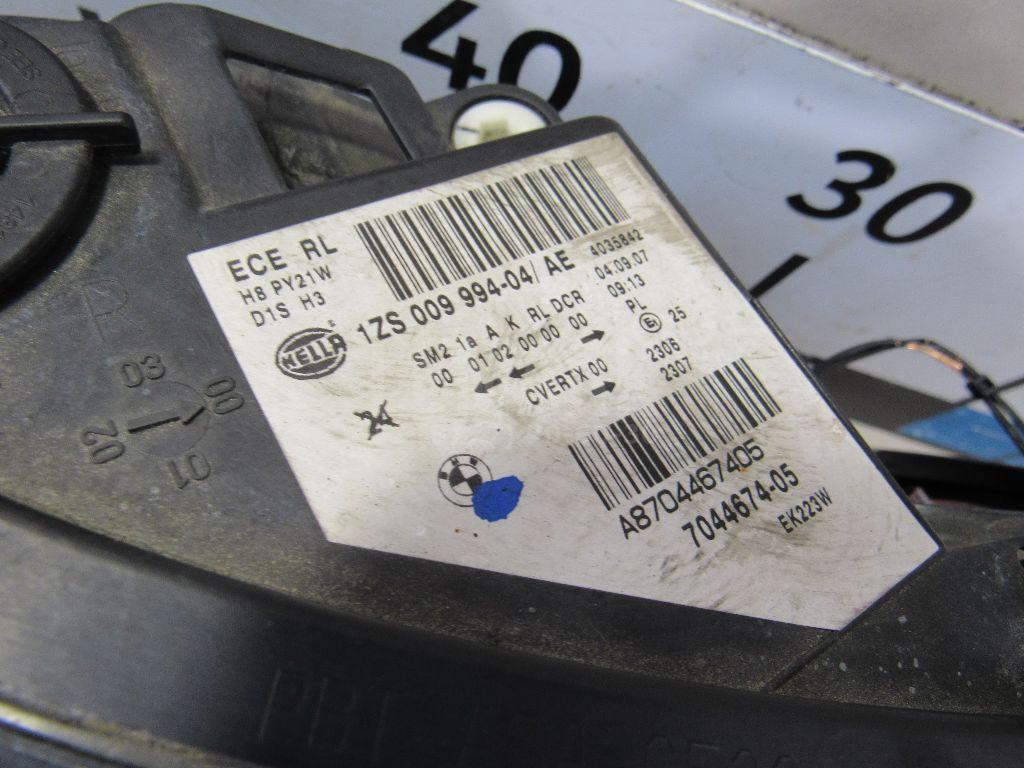 40
30
ECE RL
H8 PY21W
D1S H3
HELLA
1ZS 009 994-04/ AE
4035842
04.09.07
09:13
SM2 1a A K RL DCR
00 01 02 00 00 00
PL
E1 25
CVERTX 00
2306
2307
24
BMW
A8704467405
7044674-05
EK223W
03
00
02
01